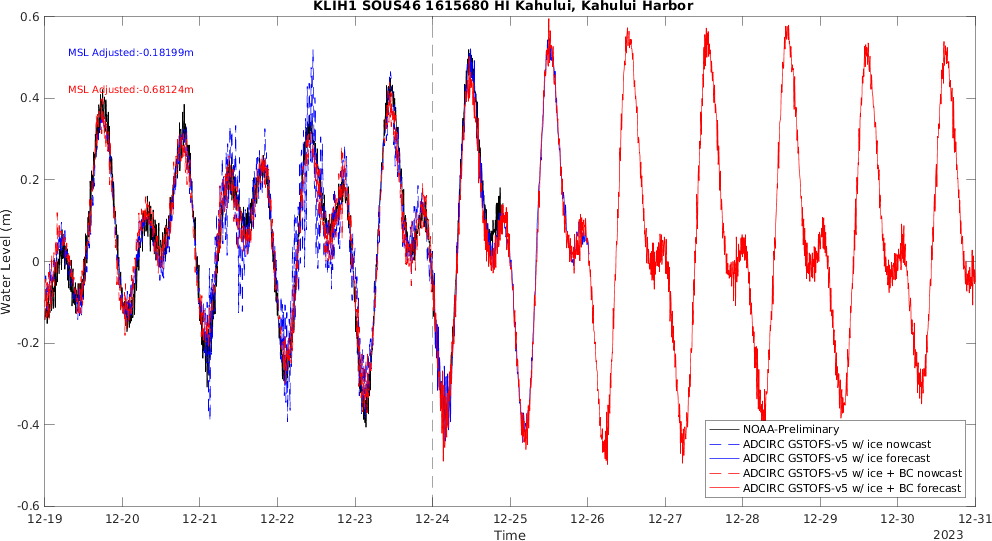 KLIH1 SOUS46 1615680 HI Kahului, Kahului Harbor
0.6
MSL Adjusted:-0.18199m
MSL Adjusted:-0.68124m
0.4
0.2
0
-0.2
-0.4
-0.6
Water Level (m)
NOAA-Preliminary
ADCIRC GSTOFS-v5 w/ ice nowcast
ADCIRC GSTOFS-v5 w/ ice forecast
ADCIRC GSTOFS-v5 w/ice + BC nowcast
ADCIRC GSTOFS-v5 w/ice + BC forecast
12-19 12-20 12-21 12-22 12-23 12-24 12-25 12-26 12-27 12-28 12-29 12-30 12-31
Time
2023